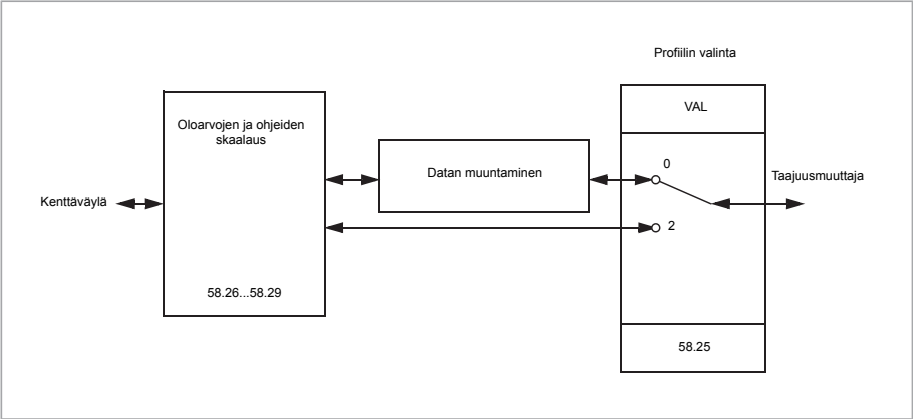 Profiilin valinta
VAL
Oloarvojen ja ohjeiden
skaalaus
Datan muuntaminen
0
Taajuusmuuttaja
Kenttäväylä
2
58.26...58.29
58.25